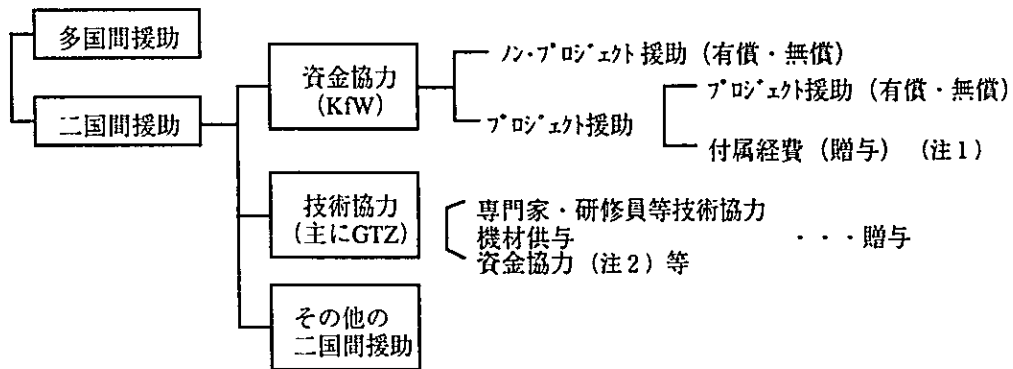 多国間援助
二国間援助
資金協力
(KfW)
ノン・プロジェクト援助（有償・無償）
プロジェクト援助
プロジェクト援助（有償・無償）
付属経費（贈与）（注1）
技術協力
(主にGTZ)
専門家・研修員等技術協力
機材供与 ・・・贈与
資金協力（注2）等
その他の
二国間援助